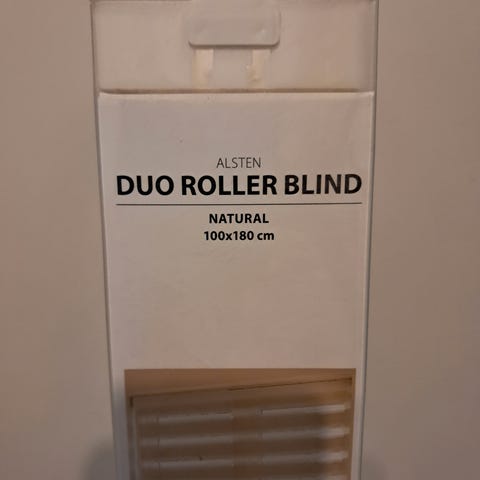 ALSTEN
DUO ROLLER BLIND
NATURAL
100x180 cm